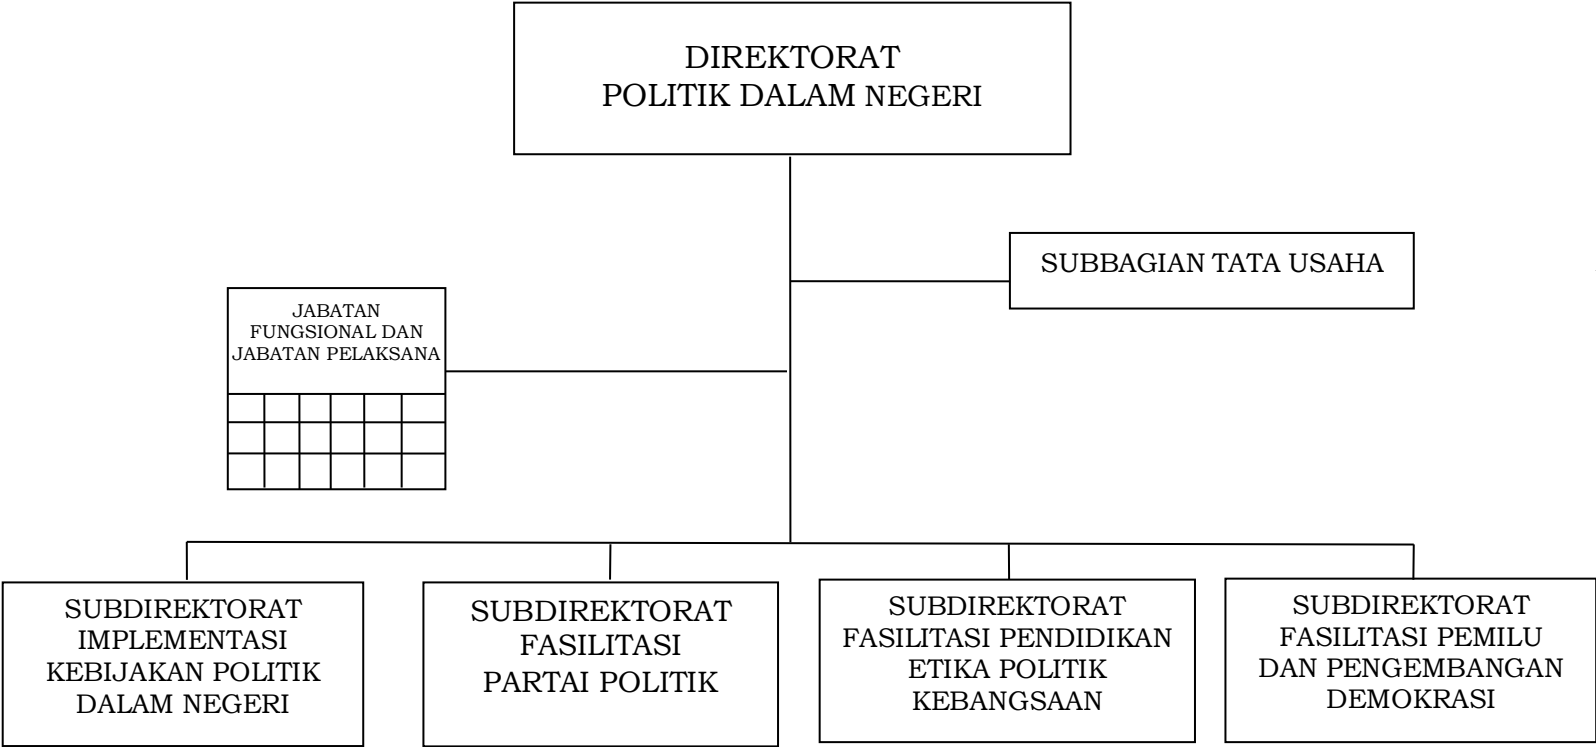 DIREKTORAT
POLITIK DALAM NEGERI
SUBBAGIAN TATA USAHA
JABATAN
FUNGSIONAL DAN
JABATAN PELAKSANA
SUBDIREKTORAT
IMPLEMENTASI
KEBIJAKAN POLITIK
DALAM NEGERI
SUBDIREKTORAT
FASILITASI
PARTAI POLITIK
SUBDIREKTORAT
FASILITASI PENDIDIKAN
ETIKA POLITIK
KEBANGSAAN
SUBDIREKTORAT
FASILITASI PEMILU
DAN PENGEMBANGAN
DEMOKRASI